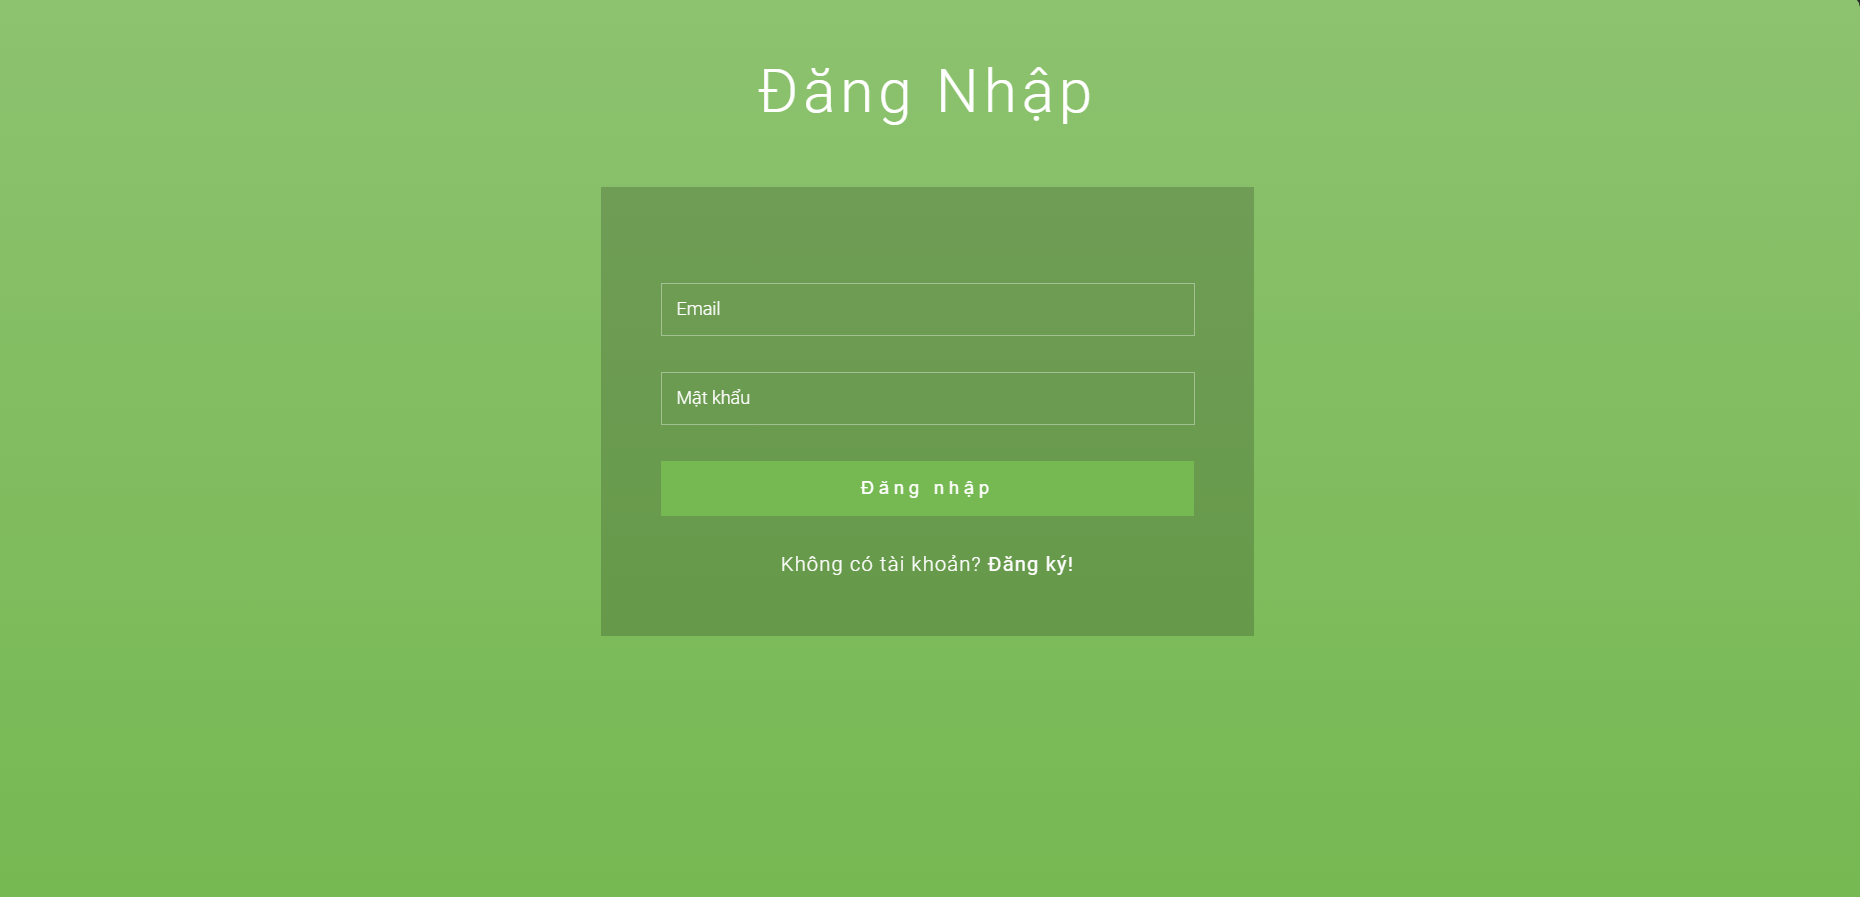 Đăng Nhập
Email
Mật khẩu
Đăng nhập
Không có tài khoản? Đăng ký!